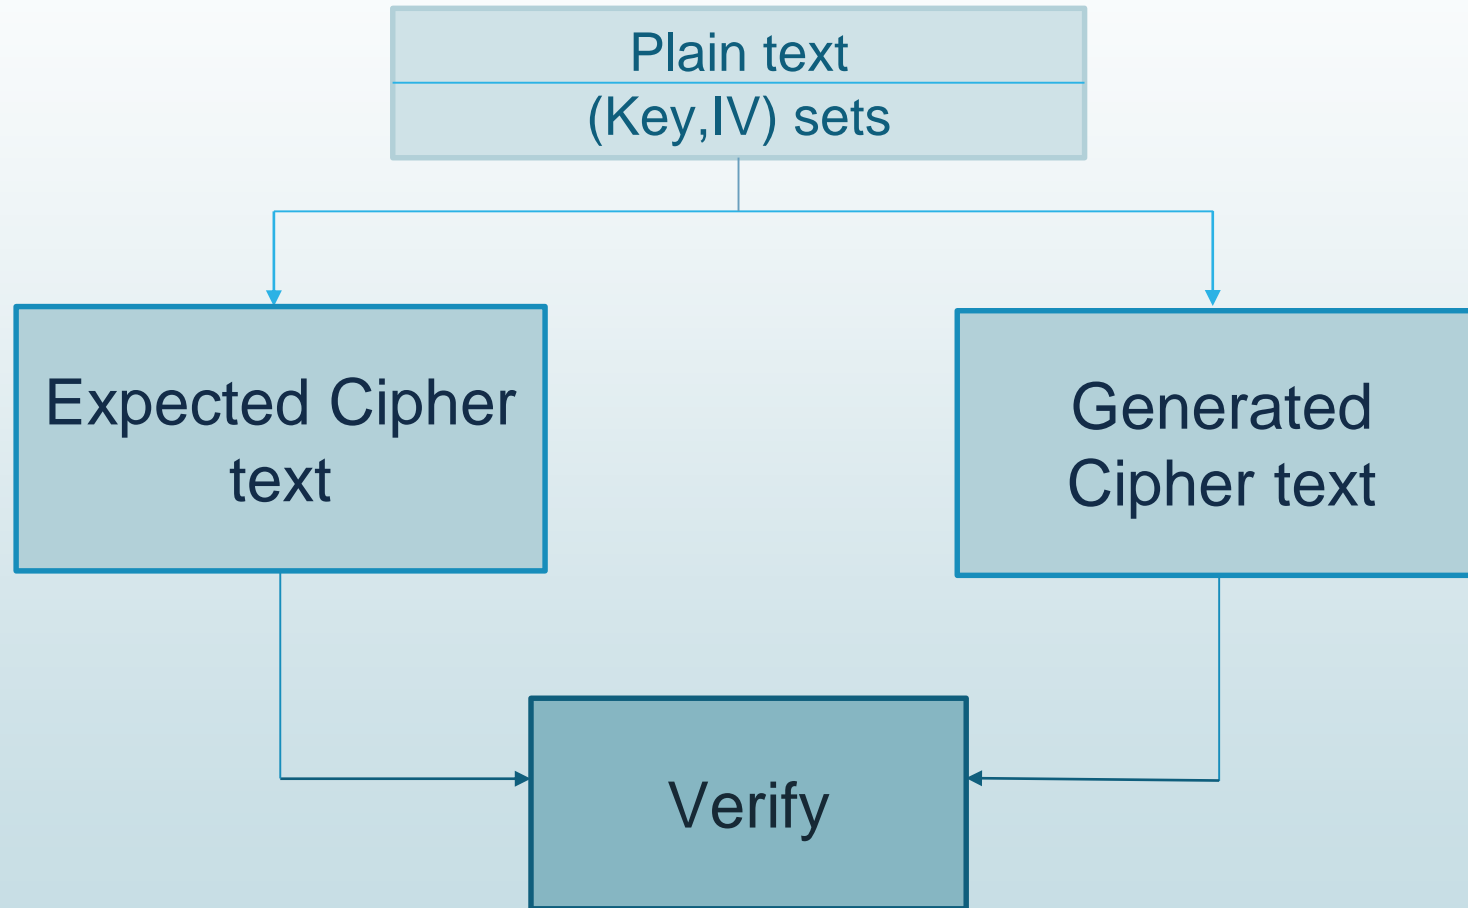 Plain text
(Key,IV) sets
Expected Cipher
text
Generated
Cipher text
Verify